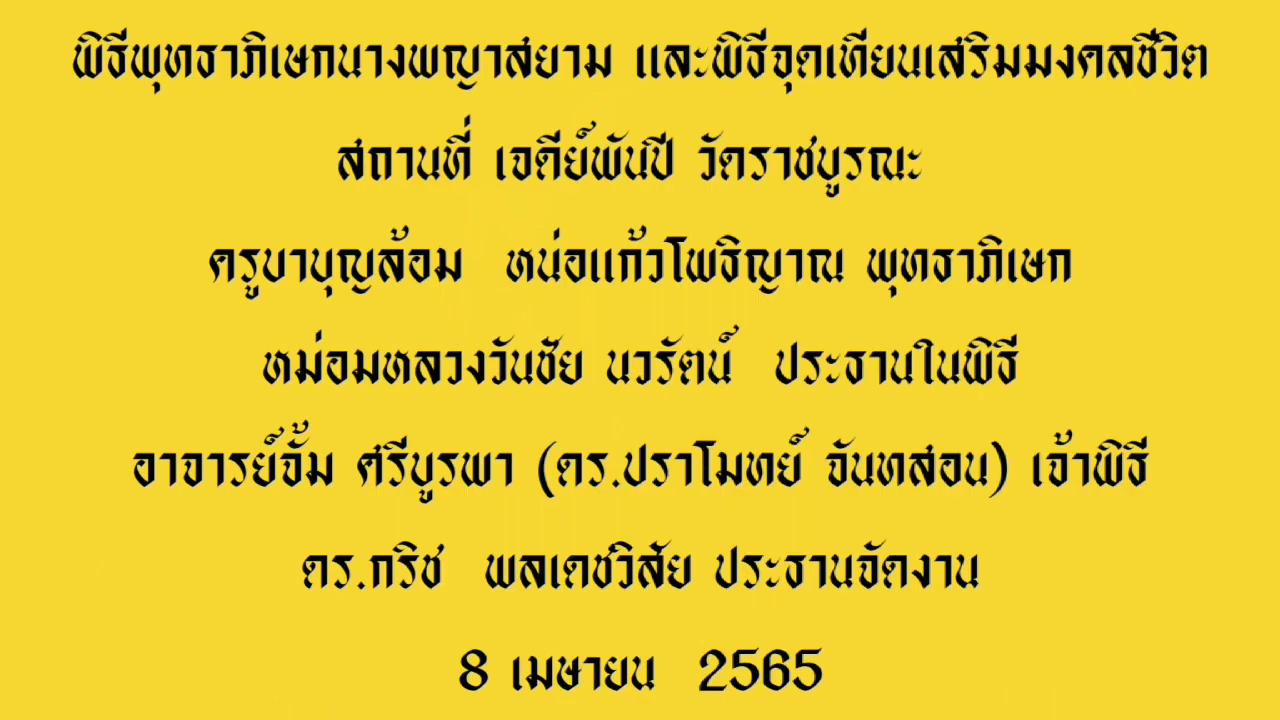 พิธีพุทธาภิเษกนางพญาสยาม และพิธีจุดเทียนเสริมมงคลชีวิต
สถานที่ เจดีย์พันปี วัดราชบูรณะ
ครูบาบุญล้อม หน่อแก้วโพธิญาณ พุทธาภิเษก
หม่อมหลวงวันชัย นวรัตน์ ประธานในพิธี
อาจารย์จั้ม ศรีบูรพา (ดร.ปราโมทย์ จันทสอน) เจ้าพิธี
ดร.กริช พลเดชวิสัย ประธานจัดงาน
8 เมษายน 2565